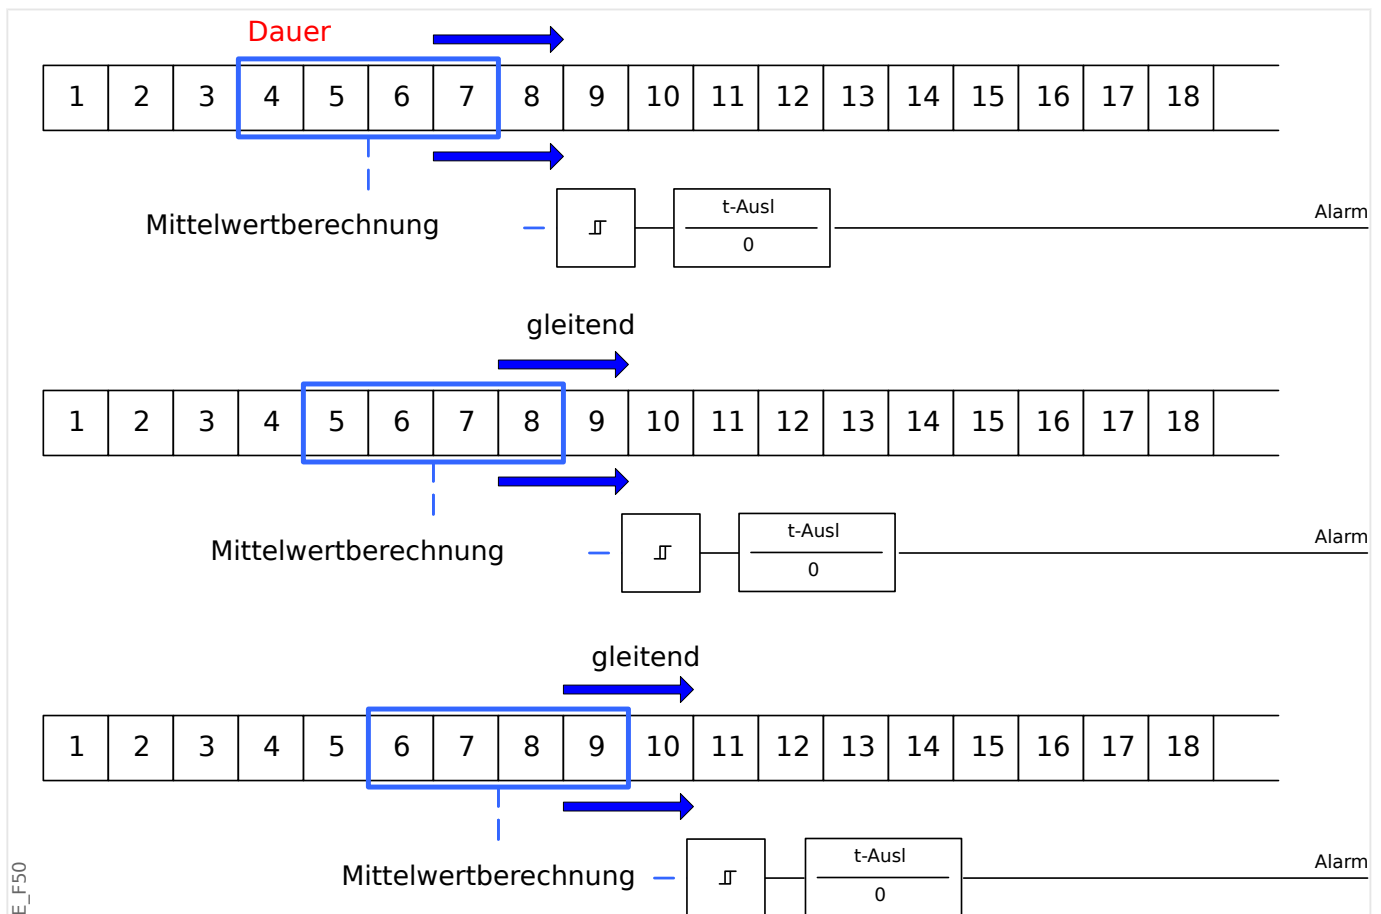 Dauer
1 2 3 4 5 6 7 8 9 10 11 12 13 14 15 16 17 18
Mittelwertberechnung
t-Ausl
0
Alarm
gleitend
1 2 3 4 5 6 7 8 9 10 11 12 13 14 15 16 17 18
Mittelwertberechnung
t-Ausl
0
Alarm
gleitend
1 2 3 4 5 6 7 8 9 10 11 12 13 14 15 16 17 18
Mittelwertberechnung
t-Ausl
0
Alarm
E_F50